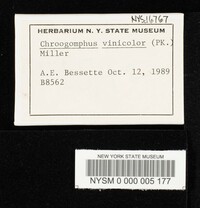 NYS16767
HERBARIUM N. Y. STATE MUSEUM
Chroogomphus vinicolor (PK.)
Miller
A.E. Bessette Oct. 12, 1989
B8562
NEW YORK STATE MUSEUM
NYSM 0 000 005 177